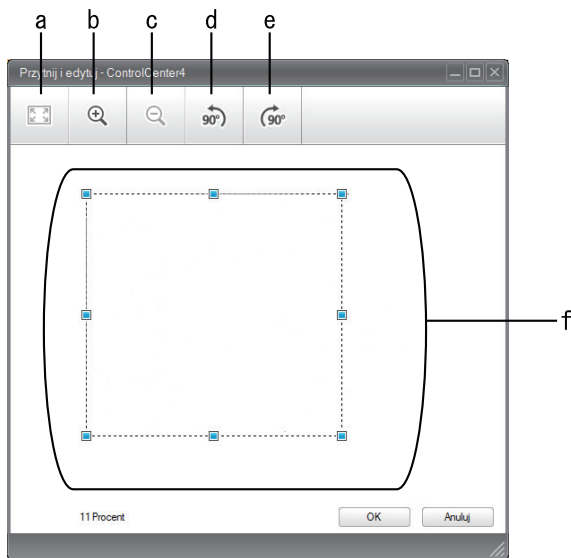 a b c d e
Przytnij i edytuj - ControlCenter4
90° 90°
f
11 Procent OK Anuluj